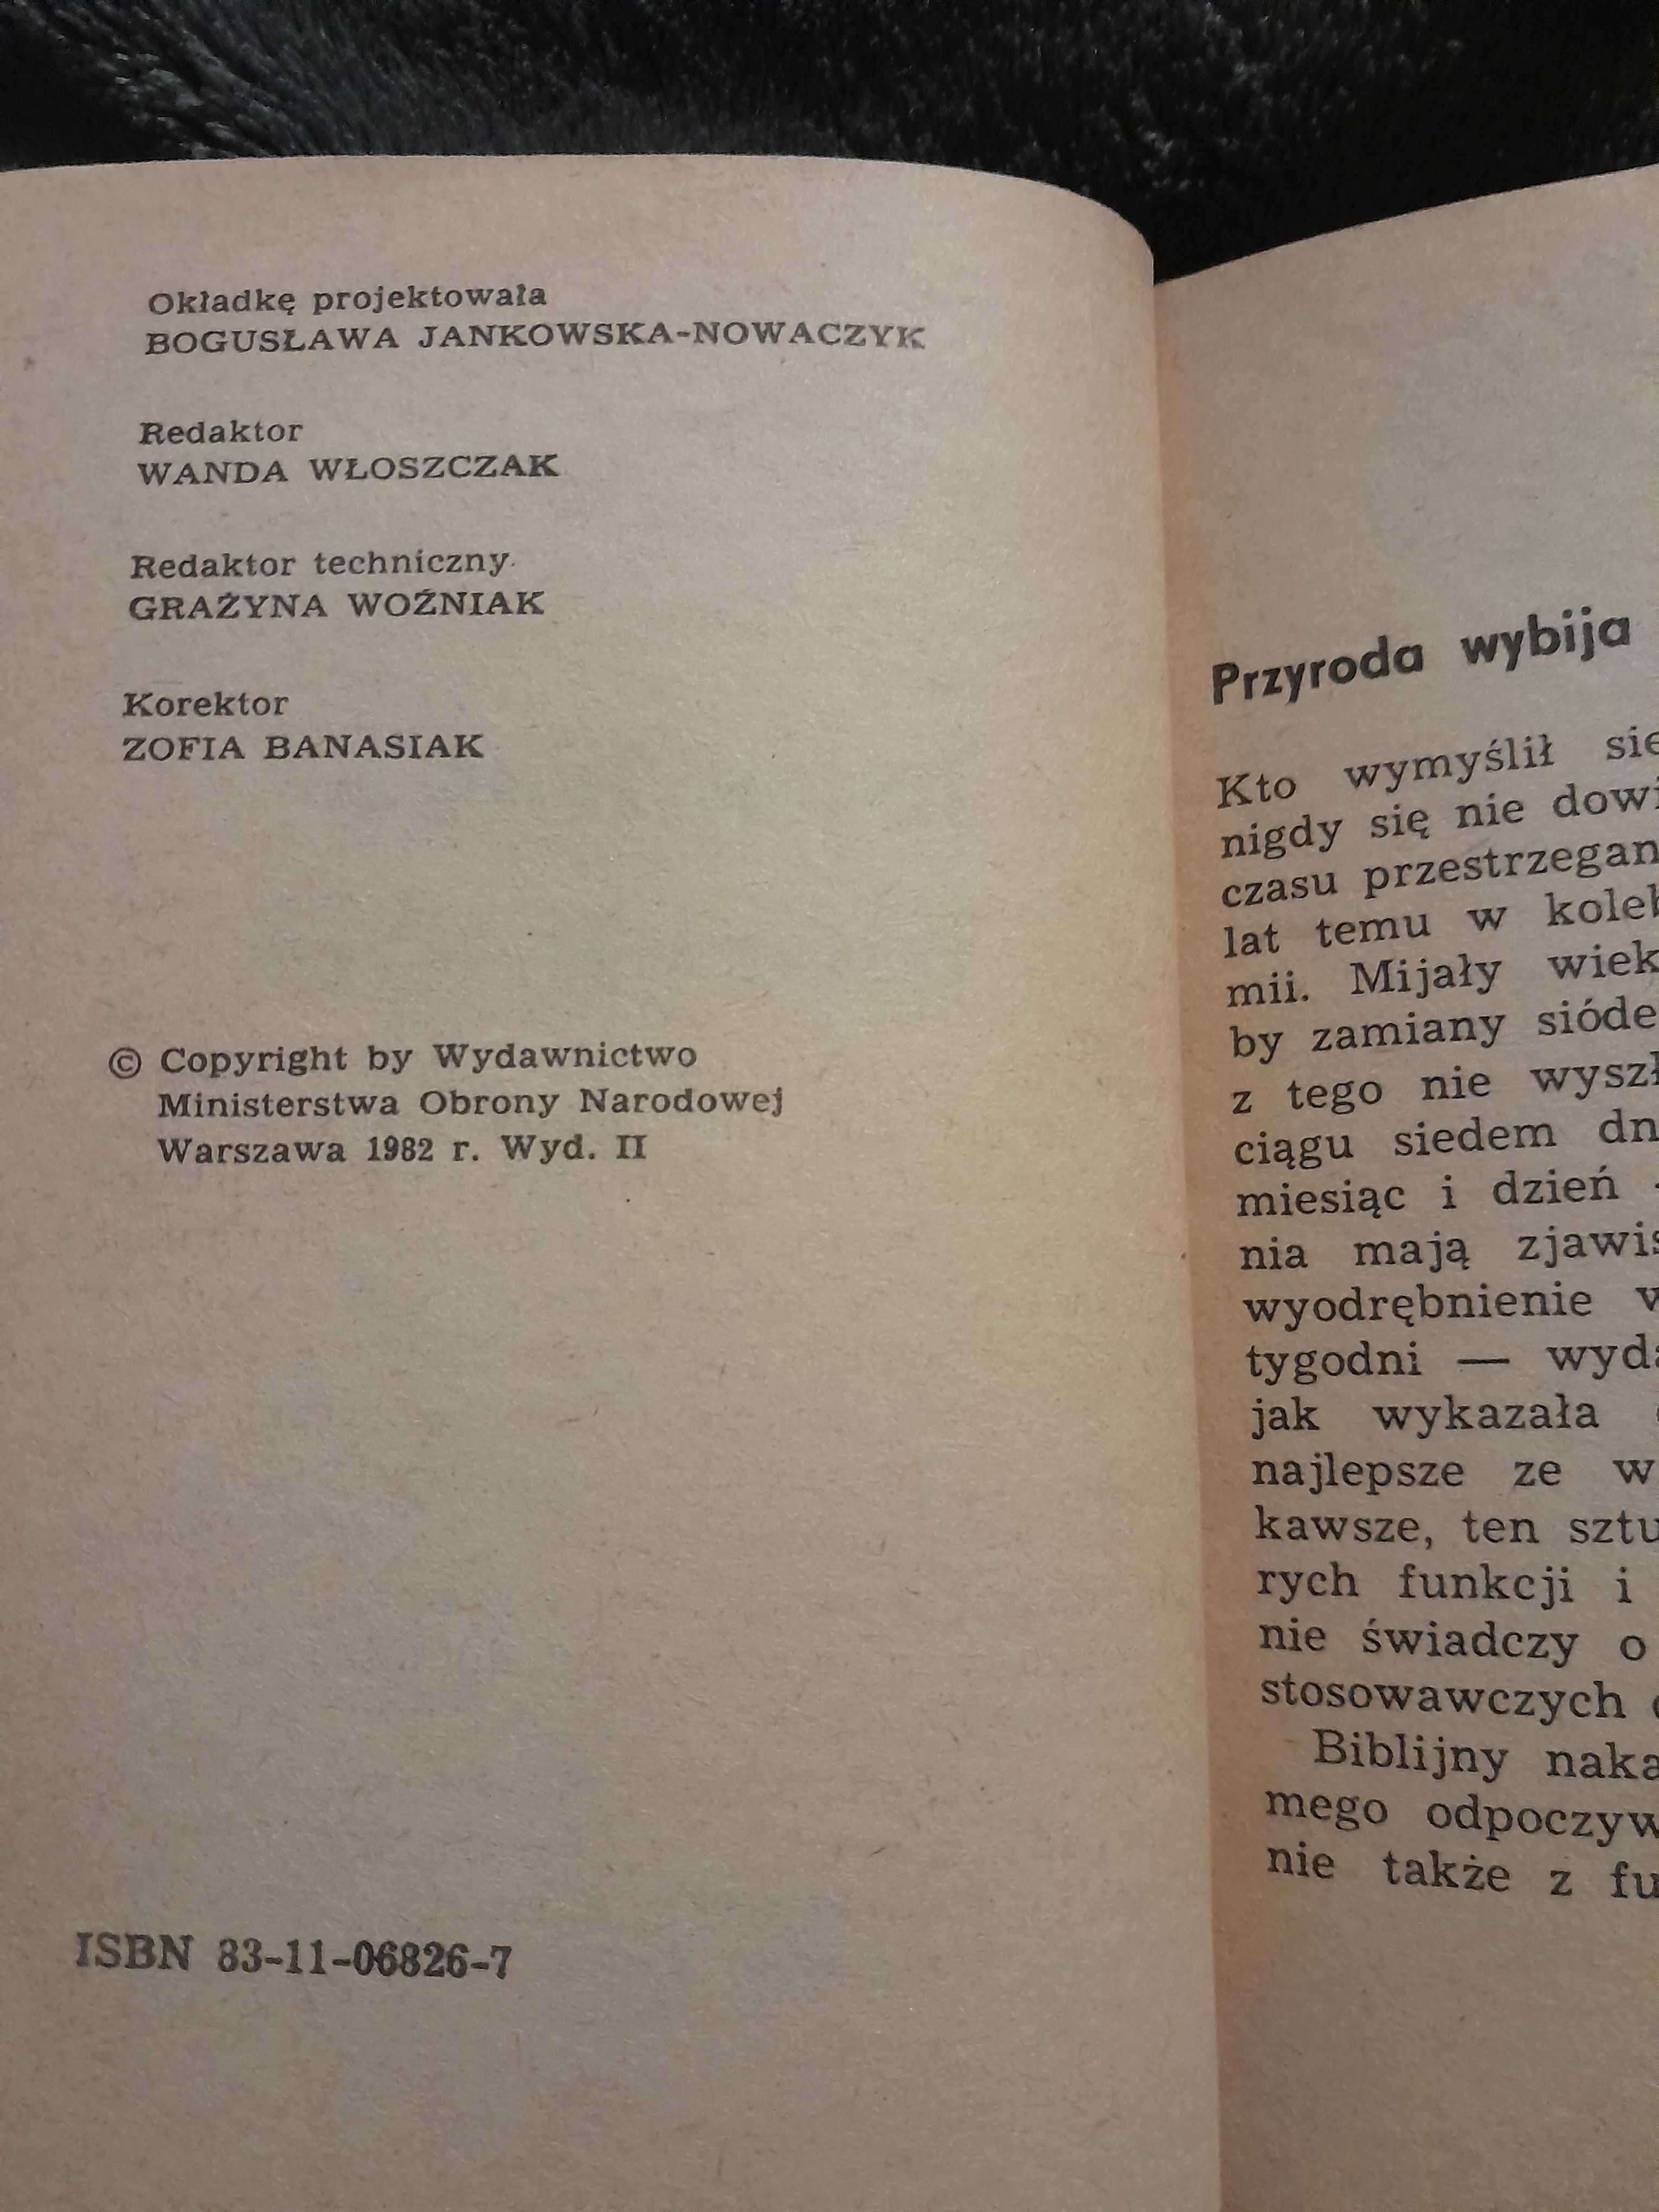 Okładkę projektowała
BOGUSŁAWA JANKOWSKA-NOWACZYK
Redaktor
WANDA WŁOSZCZAK
Redaktor techniczny
GRAŻYNA WOŹNIAK
Korektor
ZOFIA BANASIAK
© Copyright by Wydawnictwo
Ministerstwa Obrony Narodowej
Warszawa 1982 r. Wyd. II
ISBN 83-11-06826-7
Przyroda wybija
Kto wymyślił
nigdy się nie
czasu
lat temu w
mii. Mijały
by zamiany
z tego nie
ciągu siedem
miesiąc i dzień
nia mają
wyodrębnienie
tygodni —
jak wykazała
najlepsze ze
kawsze, ten
rych funkcji i
nie świadczy o
stosowawczych
Biblijny
mego
nie także z